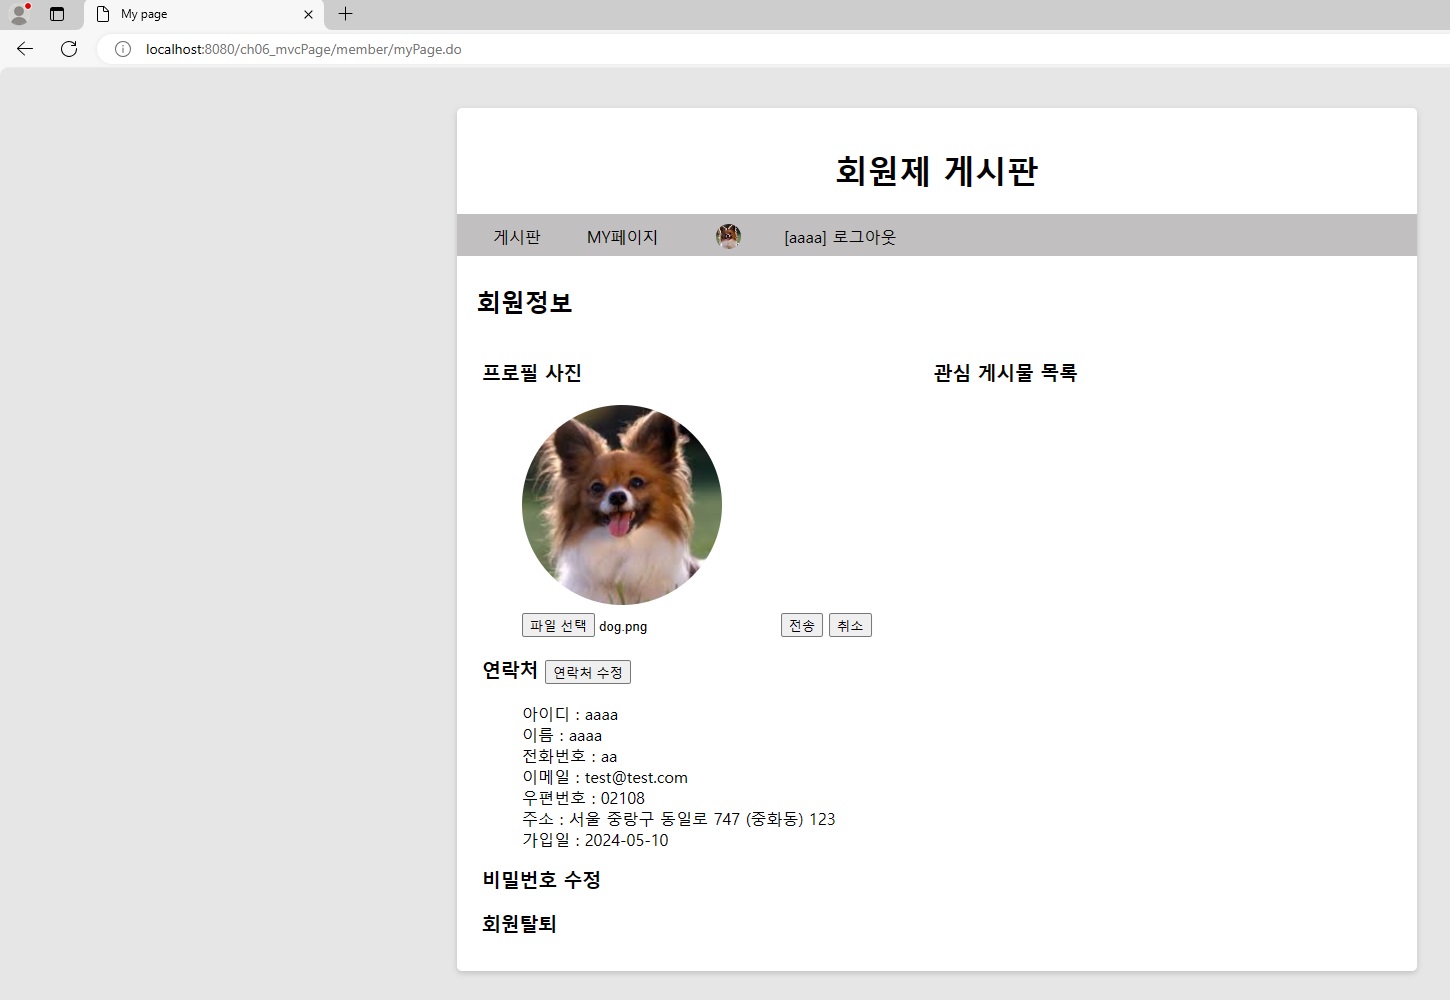 My page
localhost:8080/ch06_mvcPage/member/myPage.do
회원제 게시판
게시판 MY페이지 [aaaa] 로그아웃
회원정보
프로필 사진
파일 선택 dog.png 전송 취소
연락처 연락처 수정
아이디 : aaaa
이름 : aaaa
전화번호 : aa
이메일 : test@test.com
우편번호 : 02108
주소 : 서울 중랑구 동일로 747 (중화동) 123
가입일 : 2024-05-10
비밀번호 수정
회원탈퇴
관심 게시물 목록